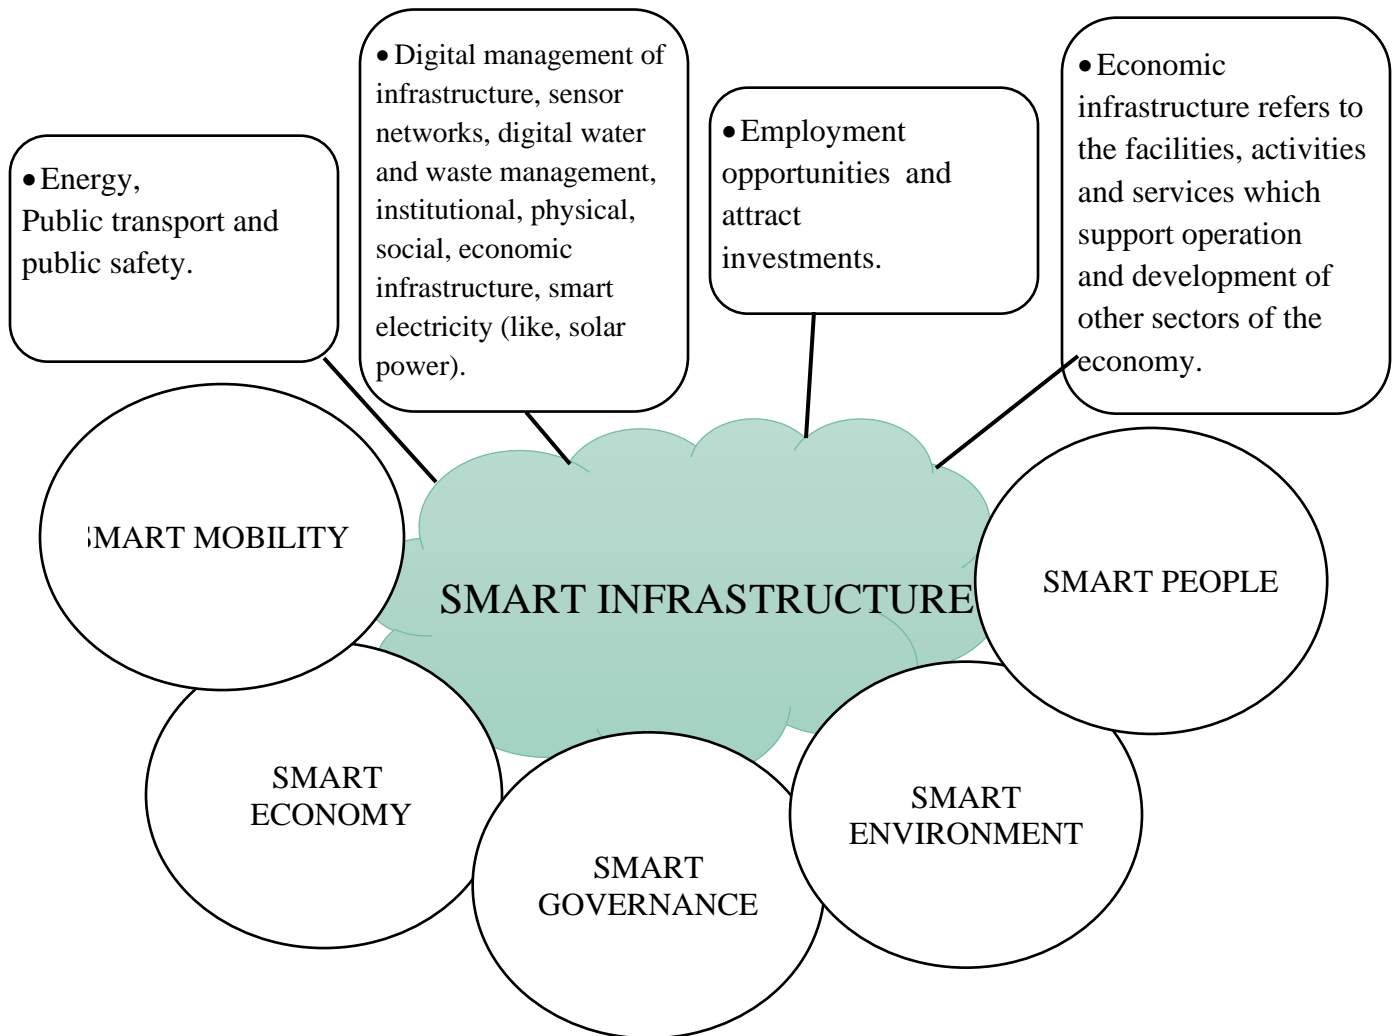 • Energy,
Public transport and
public safety.
• Digital management of
infrastructure, sensor
networks, digital water
and waste management,
institutional, physical,
social, economic
infrastructure, smart
electricity (like, solar
power).
• Employment
opportunities and
attract
investments.
• Economic
infrastructure refers to
the facilities, activities
and services which
support operation
and development of
other sectors of the
economy.
SMART MOBILITY
SMART INFRASTRUCTURE
SMART PEOPLE
SMART
ECONOMY
SMART
GOVERNANCE
SMART
ENVIRONMENT